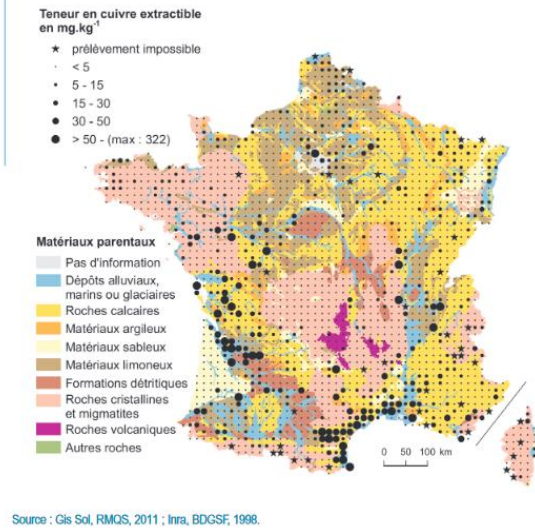 Teneur en cuivre extractible
en mg.kg⁻¹
prélèvement impossible
< 5
5 - 15
15 - 30
30 - 50
> 50 - (max : 322)
Matériaux parentaux
Pas d'information
Dépôts alluviaux,
marins ou glaciaires
Roches calcaires
Matériaux argileux
Matériaux sableux
Matériaux limoneux
Formations détritiques
Roches cristallines
et migmatites
Roches volcaniques
Autres roches
0 50 100 km
Source : Gis Sol, RMQS, 2011 ; Inra, BDGSF, 1998.